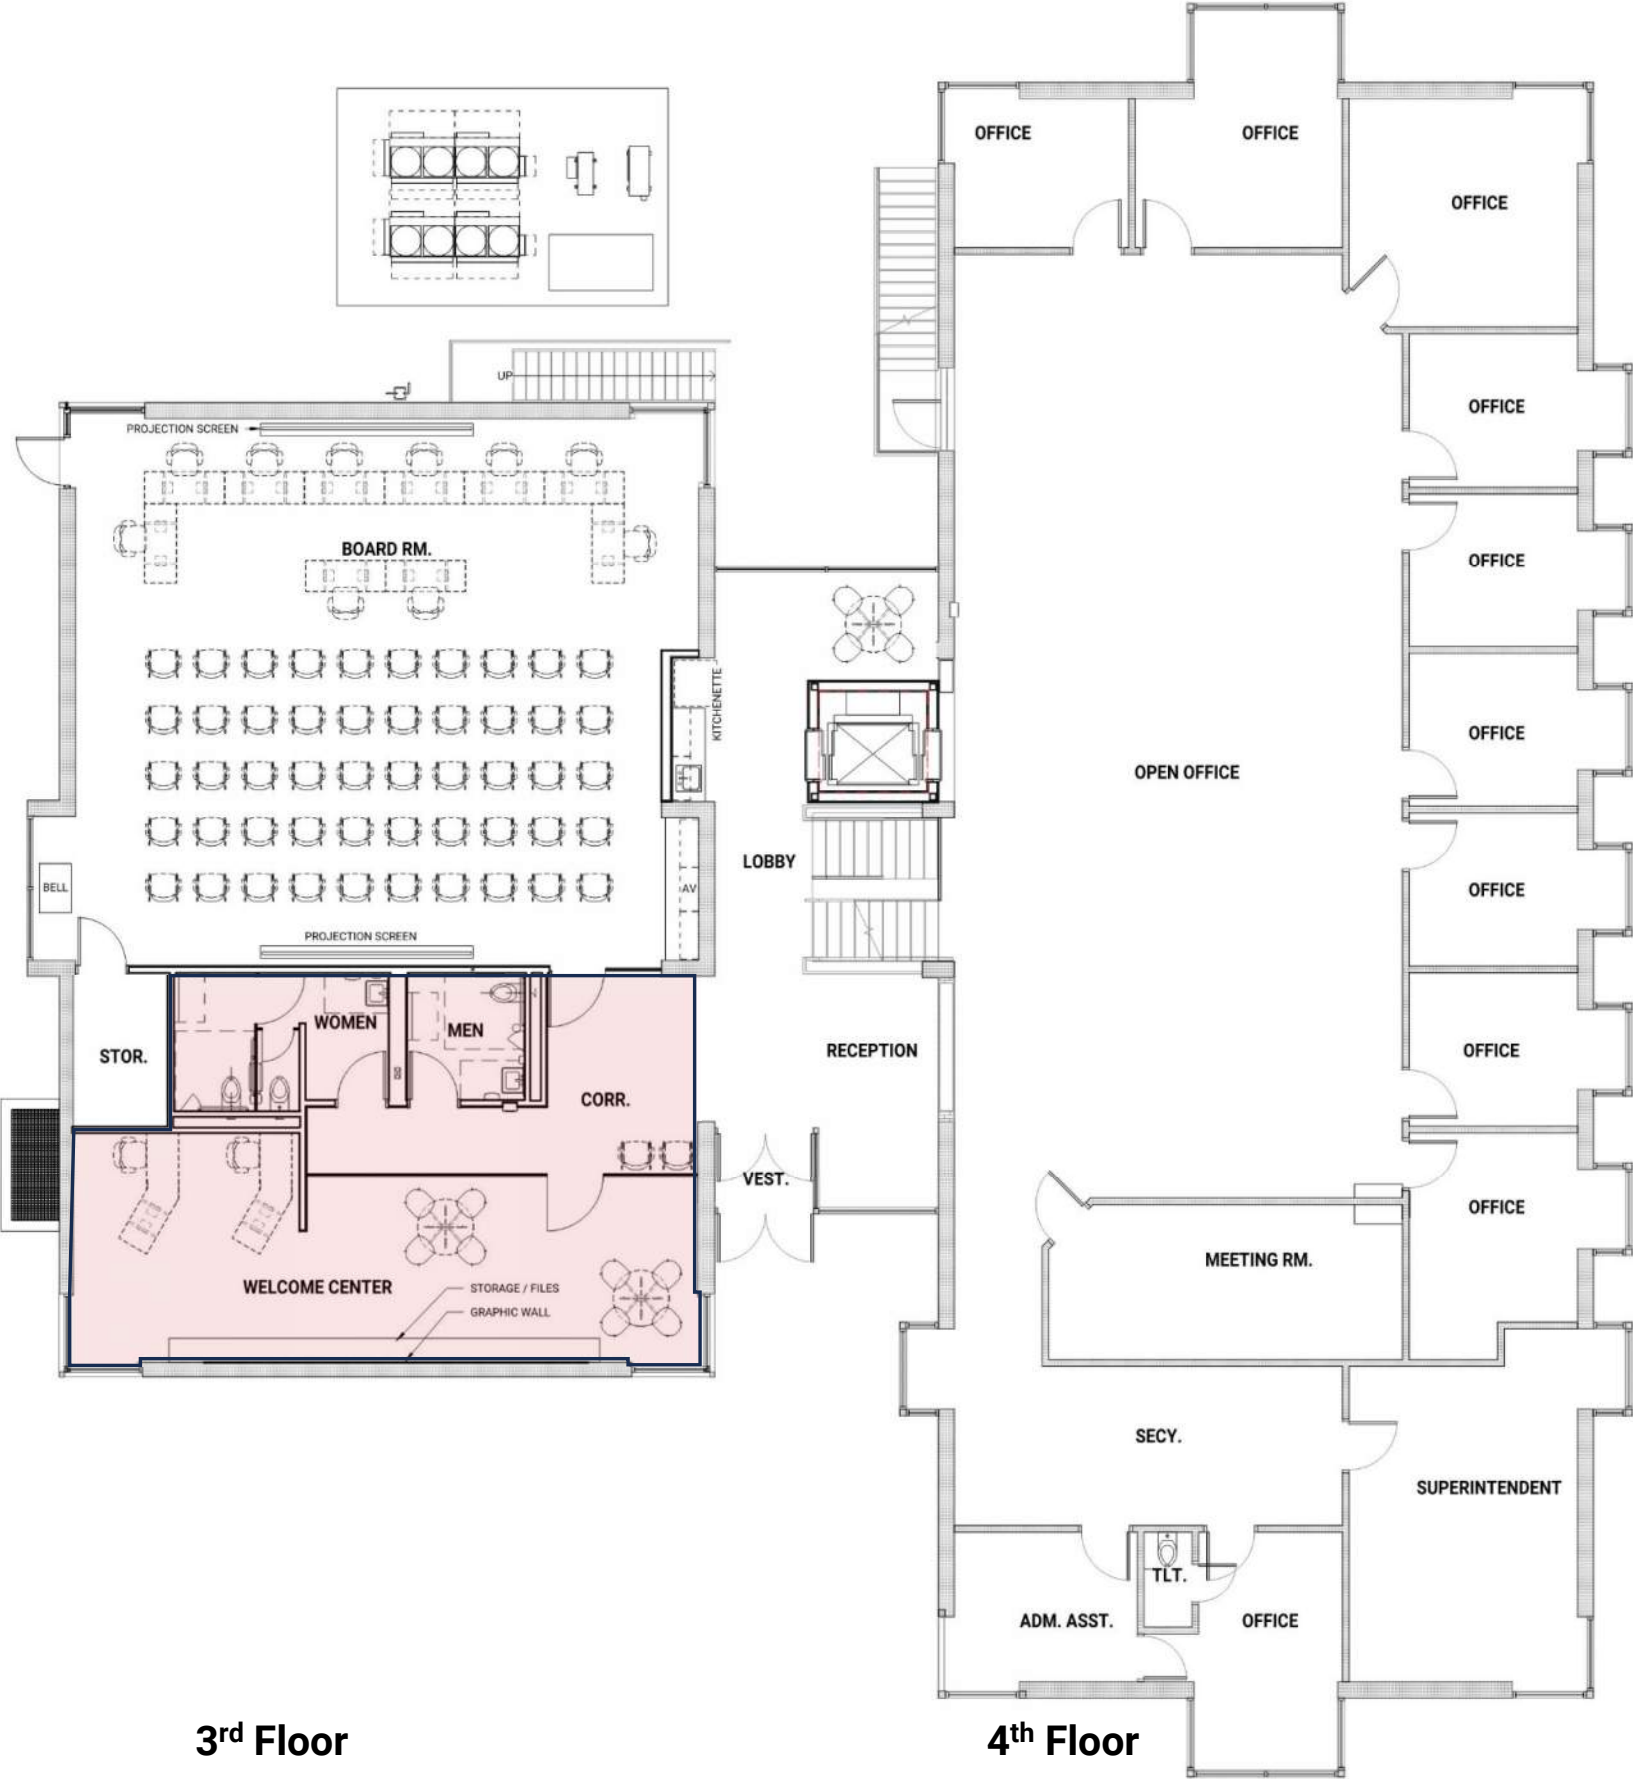 OFFICE
OFFICE
OFFICE
UP
PROJECTION SCREEN
OFFICE
BOARD RM.
OFFICE
KITCHENETTE
OFFICE
OPEN OFFICE
LOBBY
BELL
AV
OFFICE
PROJECTION SCREEN
WOMEN
MEN
STOR.
RECEPTION
OFFICE
CORR.
VEST.
OFFICE
MEETING RM.
WELCOME CENTER
STORAGE / FILES
GRAPHIC WALL
SECY.
SUPERINTENDENT
TLT.
ADM. ASST.
OFFICE
3rd Floor
4th Floor